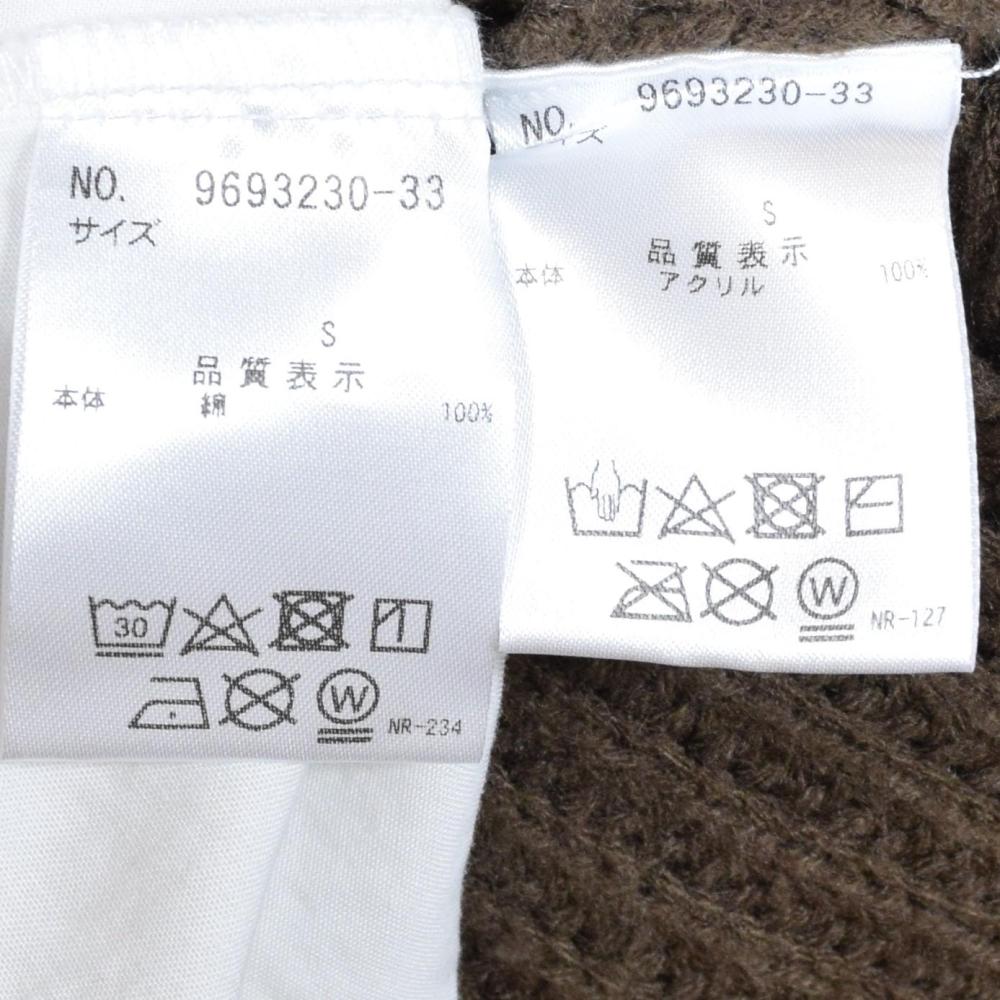 NO. 9693230-33
サイズ
S
品質表示
本体 綿 100%
30
W
NR-234
9693230-33
NO.
S
品質表示
本体 アクリル 100%
W
NR-127